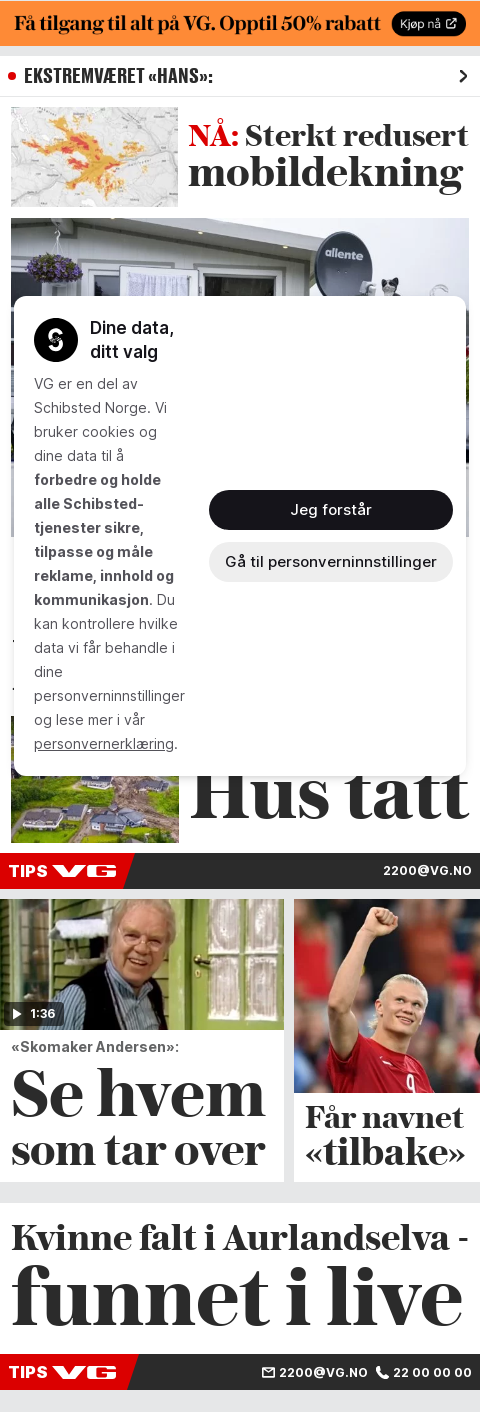 Få tilgang til alt på VG. Opptil 50% rabatt
Kjøp nå
EKSTREMVÆRET «HANS»:
NÅ: Sterkt redusert
mobildekning
allente
Dine data,
ditt valg
VG er en del av
Schibsted Norge. Vi
bruker cookies og
dine data til å
forbedre og holde
alle Schibsted-
tjenester sikre,
tilpasse og måle
reklame, innhold og
kommunikasjon. Du
kan kontrollere hvilke
data vi får behandle i
dine
personverninnstillinger
og lese mer i vår
personvernerklæring.
Jeg forstår
Gå til personverninnstillinger
Hus tatt
TIPS VG
2200@VG.NO
1:36
«Skomaker Andersen»:
Se hvem
som tar over
9
Får navnet
«tilbake»
Kvinne falt i Aurlandselva -
funnet i live
TIPS VG
2200@VG.NO
22 00 00 00